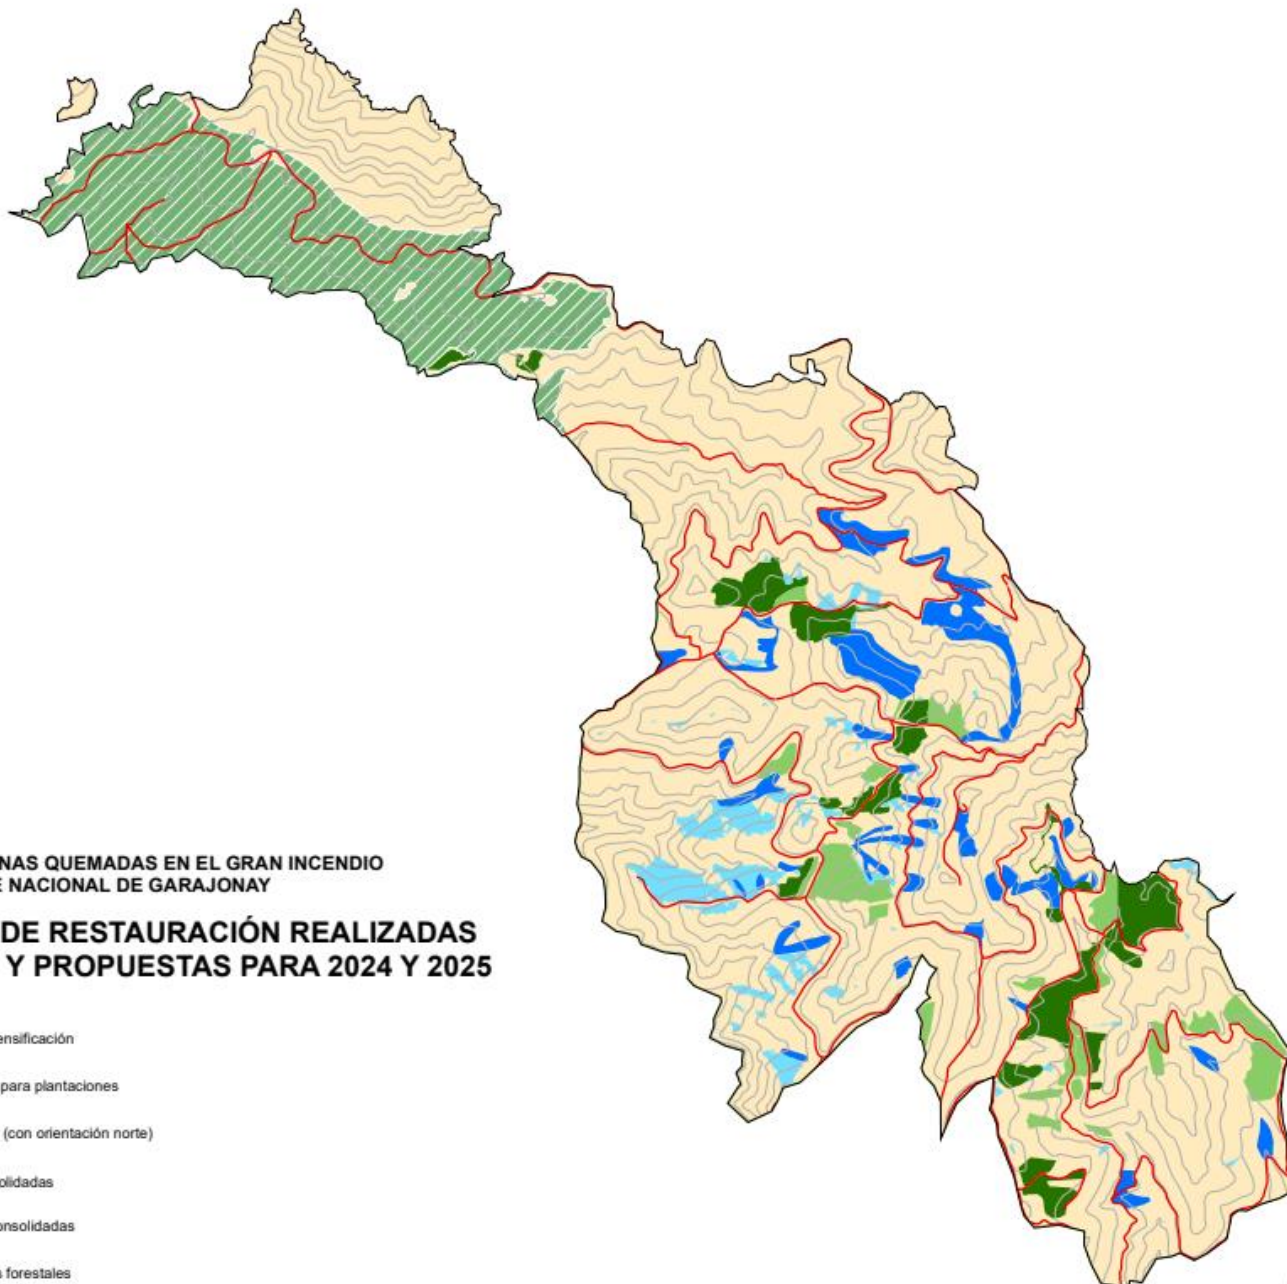 NAS QUEMADAS EN EL GRAN INCENDIO
E NACIONAL DE GARAJONAY
DE RESTAURACIÓN REALIZADAS
Y PROPUESTAS PARA 2024 Y 2025
ensificación
para plantaciones
(con orientación norte)
olidadas
onsolidadas
s forestales